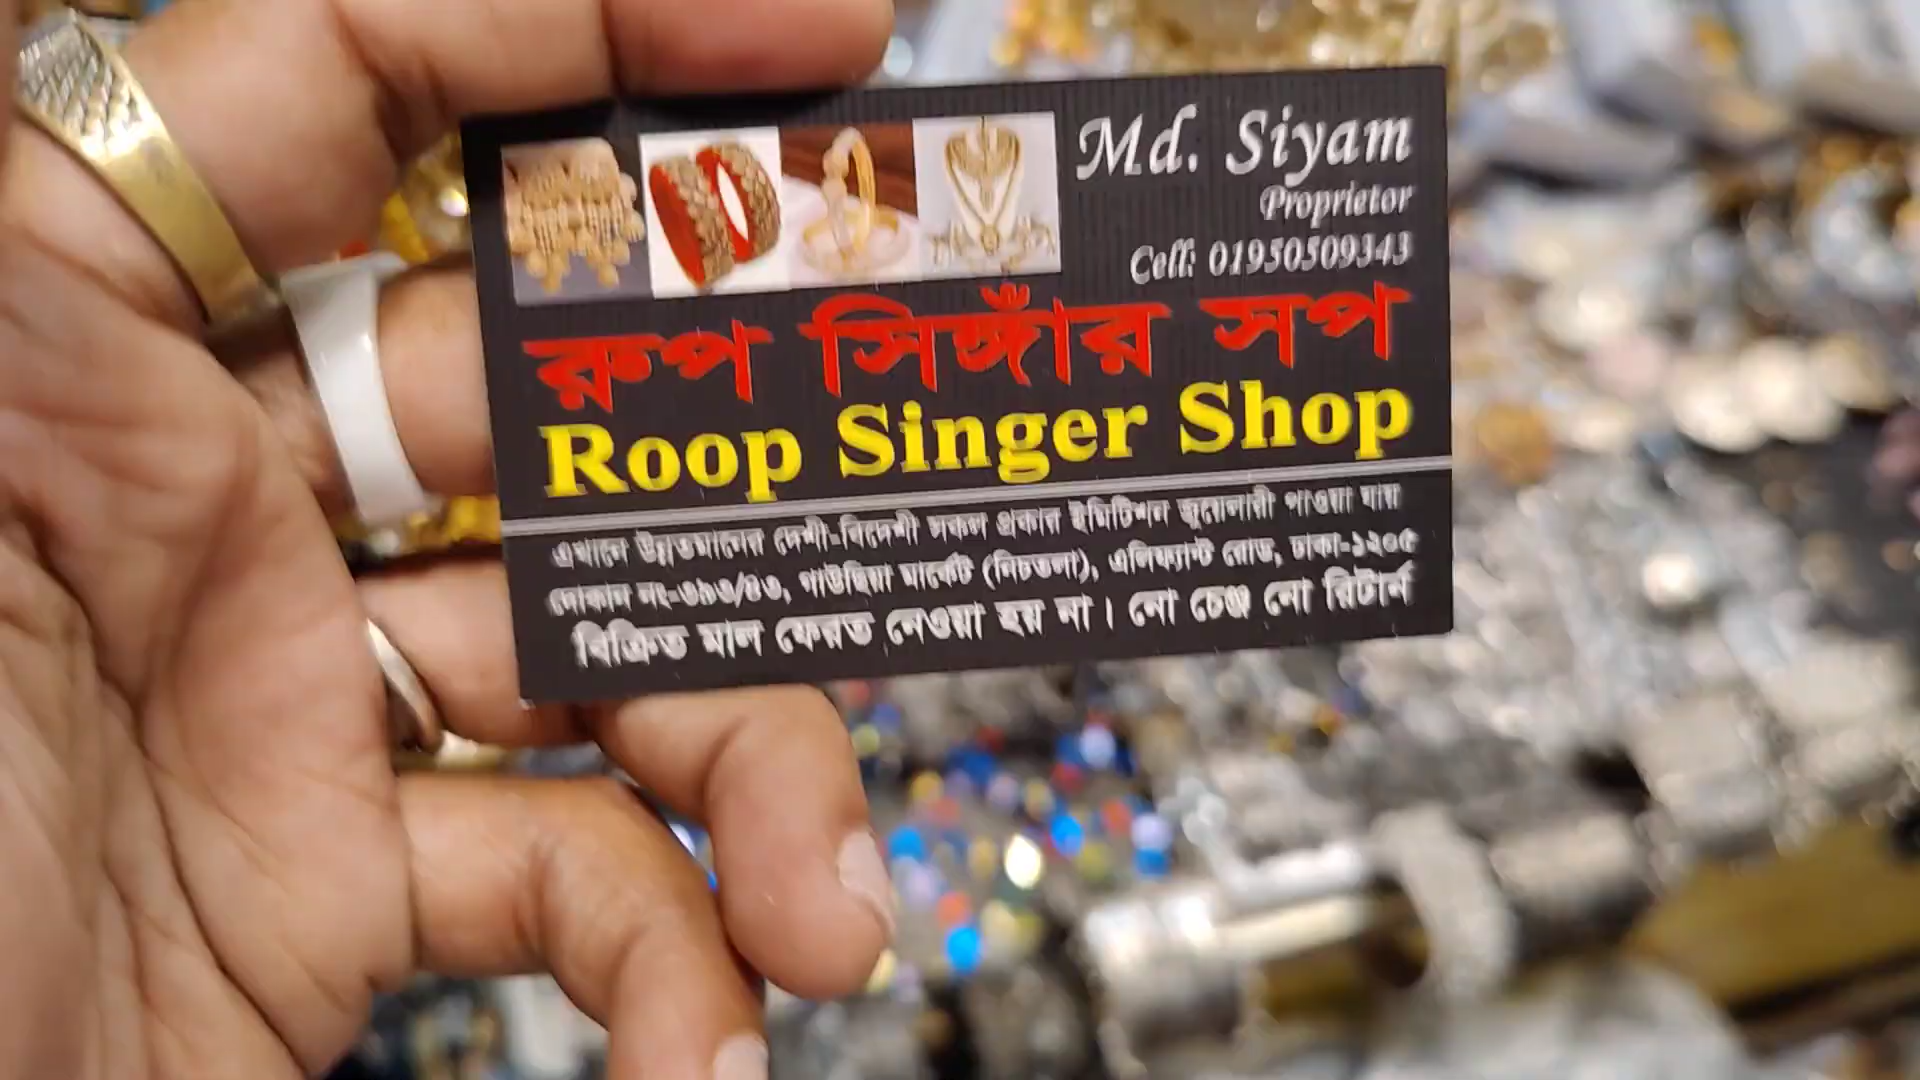 Md. Siyam
Proprietor
Cell: 01950509343
রুপ সিঙ্গাঁর সপ
Roop Singer Shop
এখানে উন্নতমানের দেশী-বিদেশী সকল প্রকার ইমিটিশন জুয়েলারী পাওয়া যায়
দোকান নং-৩৯৩/৪৩, গাউছিয়া মার্কেট (নিচতলা), এলিফ্যান্ট রোড, ঢাকা-১২০৫
বিক্রিত মাল ফেরত নেওয়া হয় না। নো চেঞ্জ নো রিটার্ন